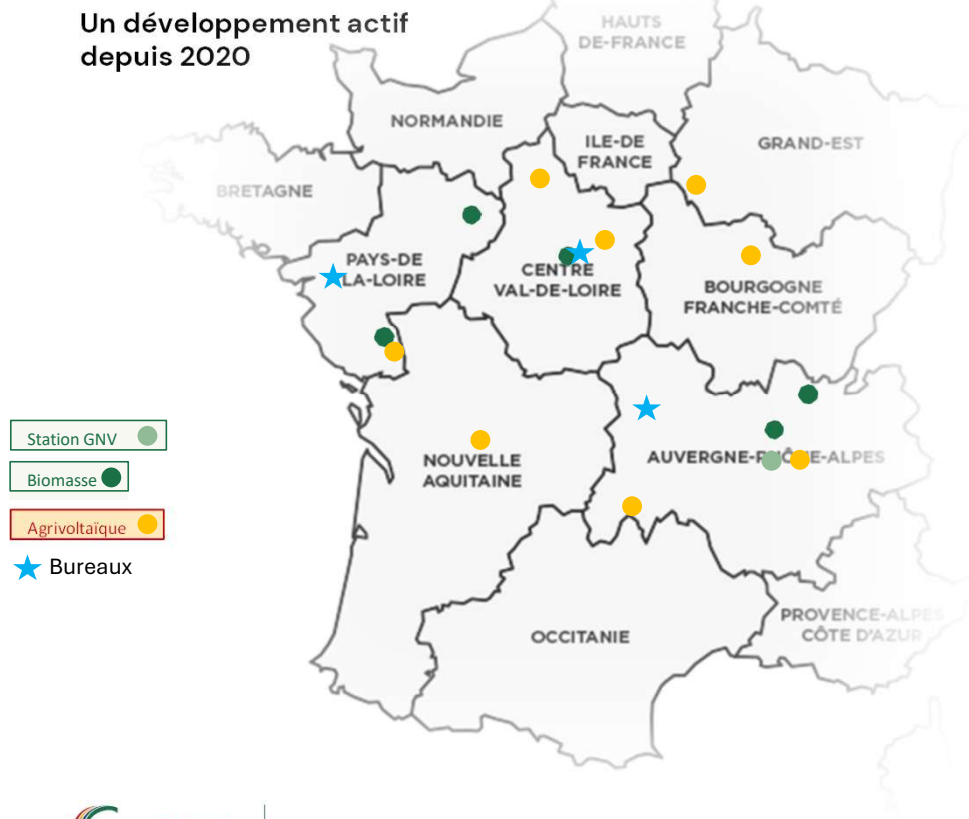 Un développement actif
depuis 2020
HAUTS
DE-FRANCE
NORMANDIE
ILE-DE
FRANCE
GRAND-EST
BRETAGNE
PAYS-DE
LA-LOIRE
CENTRE
VAL-DE-LOIRE
BOURGOGNE
FRANCHE-COMTÉ
Station GNV
Biomasse
Agrivoltaïque
Bureaux
NOUVELLE
AQUITAINE
AUVERGNE-RHÔNE-ALPES
OCCITANIE
PROVENCE-ALPES
CÔTE D'AZUR